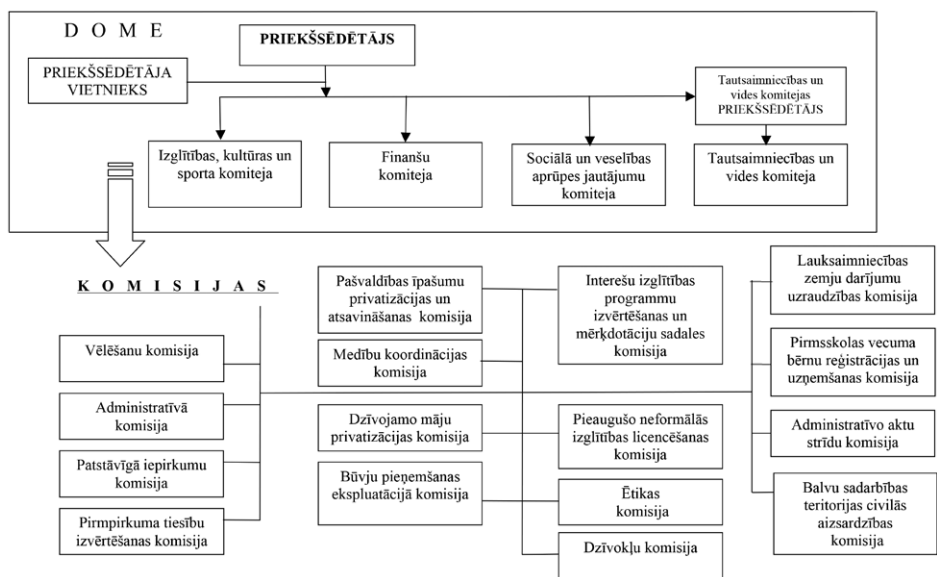 D O M E
PRIEKŠSĒDĒTĀJS
PRIEKŠSĒDĒTĀJA
VIETNIEKS
Tautsaimniecības un
vides komitejas
PRIEKŠSĒDĒTĀJS
Izglītības, kultūras un
sporta komiteja
Finanšu
komiteja
Sociālā un veselības
aprūpes jautājumu
komiteja
Tautsaimniecības un
vides komiteja
K O M I S I J A S
Vēlēšanu komisija
Administratīvā
komisija
Patstāvīgā iepirkumu
komisija
Pirmpirkuma tiesību
izvērtēšanas komisija
Pašvaldības īpašumu
privatizācijas un
atsavināšanas komisija
Medību koordinācijas
komisija
Dzīvojamo māju
privatizācijas komisija
Būvju pieņemšanas
ekspluatācijā komisija
Interešu izglītības
programmu
izvērtēšanas un
mērķdotāciju sadales
komisija
Pieaugušo neformālās
izglītības licencēšanas
komisija
Ētikas
komisija
Dzīvokļu komisija
Lauksaimniecības
zemju darījumu
uzraudzības komisija
Pirmsskolas vecuma
bērnu reģistrācijas un
uzņemšanas komisija
Administratīvo aktu
strīdu komisija
Balvu sadarbības
teritorijas civilās
aizsardzības
komisija